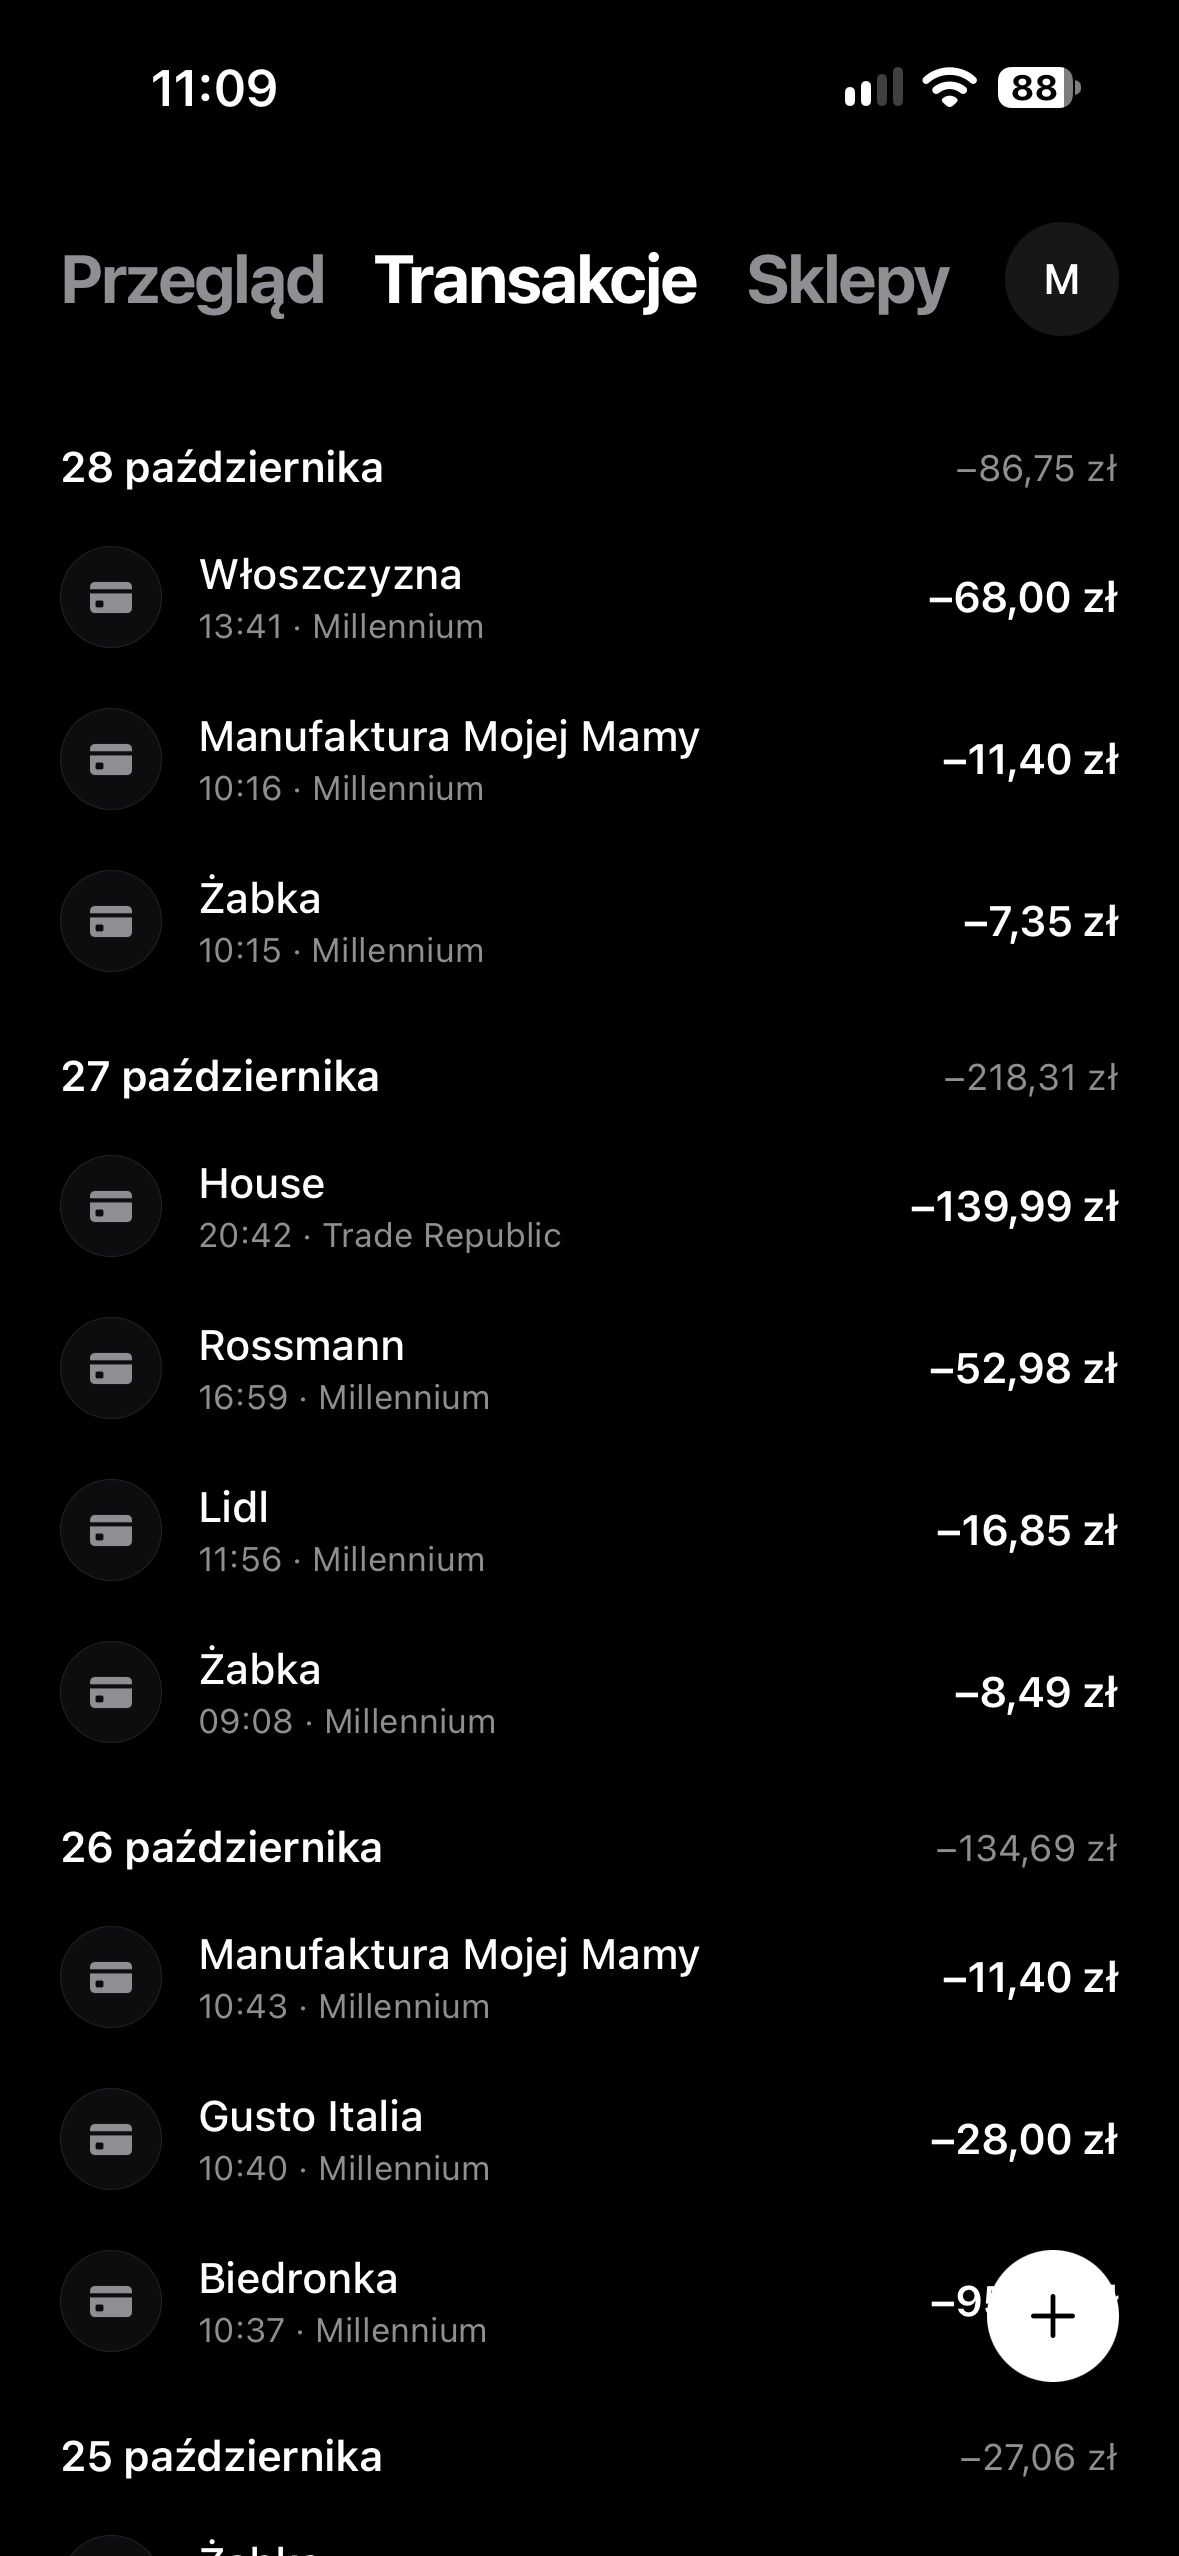 11:09
88
Przegląd Transakcje Sklepy M
28 października –86,75 zł
Włoszczyzna
13:41 · Millennium
–68,00 zł
Manufaktura Mojej Mamy
10:16 · Millennium
–11,40 zł
Żabka
10:15 · Millennium
–7,35 zł
27 października –218,31 zł
House
20:42 · Trade Republic
–139,99 zł
Rossmann
16:59 · Millennium
–52,98 zł
Lidl
11:56 · Millennium
–16,85 zł
Żabka
09:08 · Millennium
–8,49 zł
26 października –134,69 zł
Manufaktura Mojej Mamy
10:43 · Millennium
–11,40 zł
Gusto Italia
10:40 · Millennium
–28,00 zł
Biedronka
10:37 · Millennium
25 października –27,06 zł